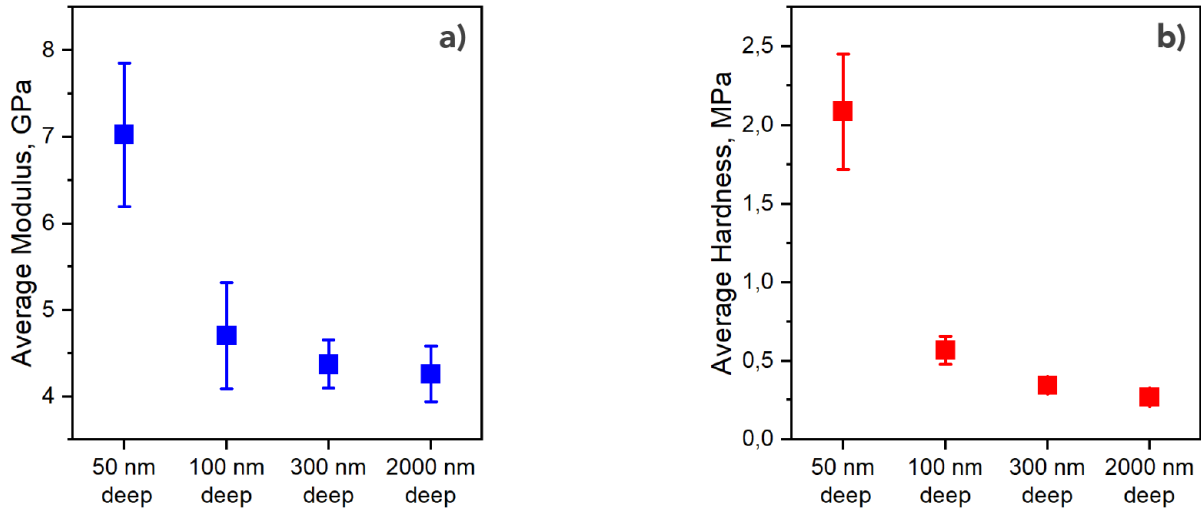 a)
Average Modulus, GPa
8
7
6
5
4
50 nm deep
100 nm deep
300 nm deep
2000 nm deep
b)
Average Hardness, MPa
2,5
2,0
1,5
1,0
0,5
0,0
50 nm deep
100 nm deep
300 nm deep
2000 nm deep